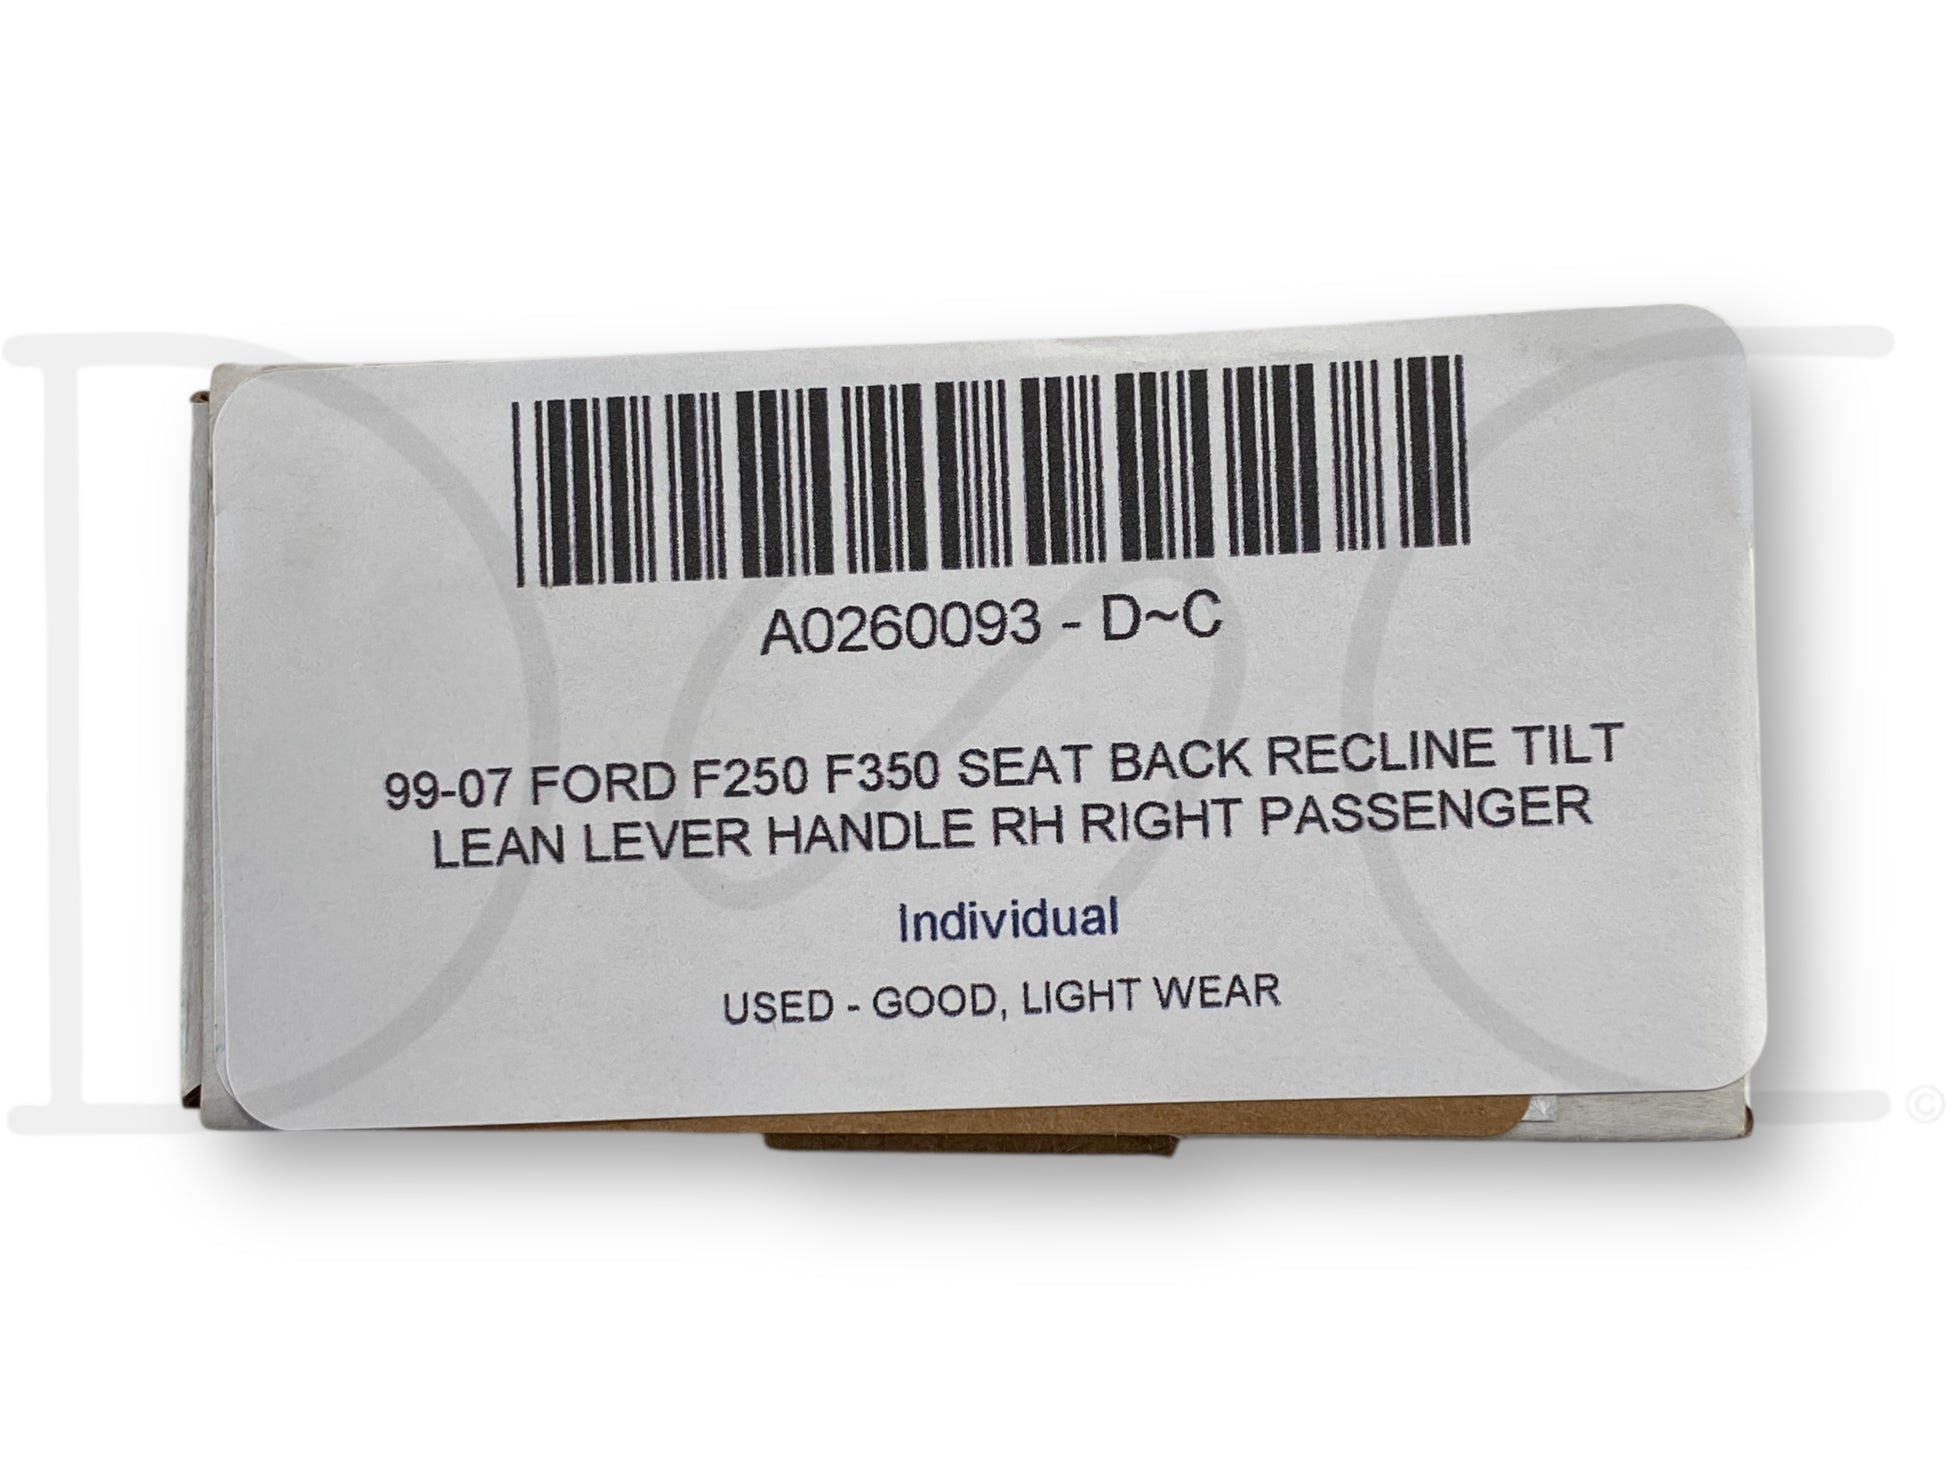 A0260093 - D~C
99-07 FORD F250 F350 SEAT BACK RECLINE TILT
LEAN LEVER HANDLE RH RIGHT PASSENGER
Individual
USED - GOOD, LIGHT WEAR
D~C ©